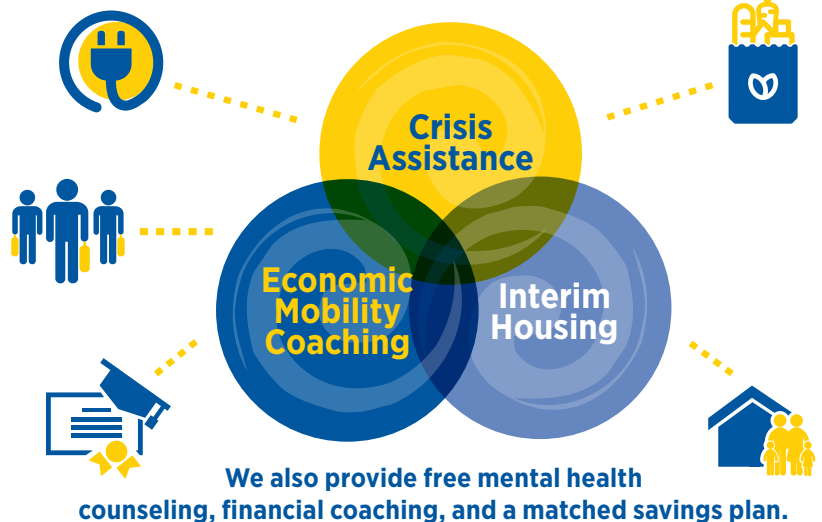 Crisis
Assistance
Economic
Mobility
Coaching
Interim
Housing
We also provide free mental health
counseling, financial coaching, and a matched savings plan.